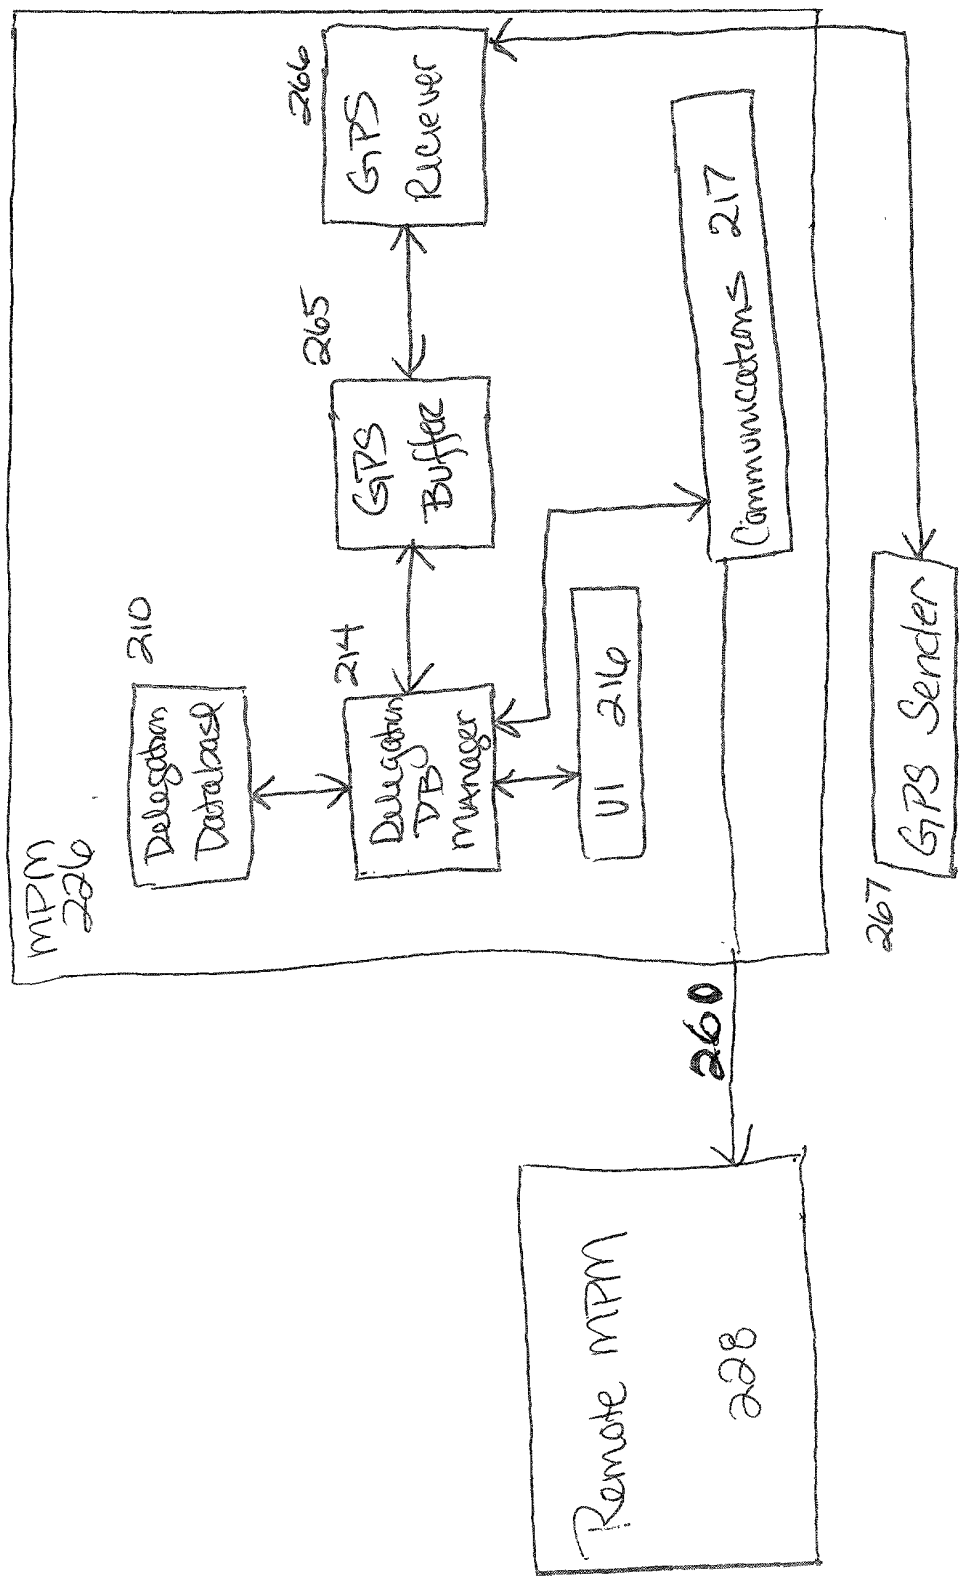 MPM
226
210
Delegation
Database
214
Delegation
DB
MAnager
265
GPS
Buffer
266
GPS
Riciever
UI 216
Communications 217
267
GPS Sender
260
Remote MPM
228